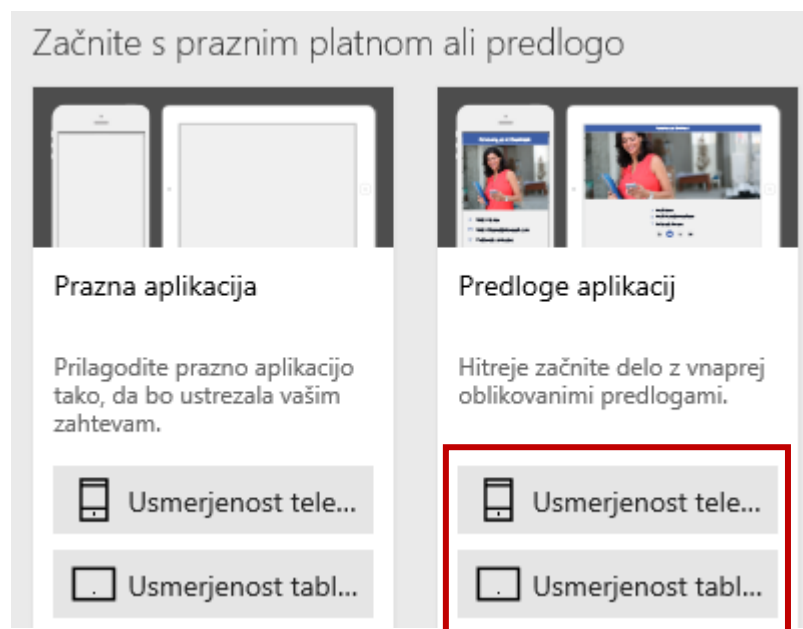 Začnite s praznim platnom ali predlogo
Prazna aplikacija
Prilagodite prazno aplikacijo
tako, da bo ustrezala vašim
zahtevam.
Usmerjenost tele...
Usmerjenost tabl...
Predloge aplikacij
Hitreje začnite delo z vnaprej
oblikovanimi predlogami.
Usmerjenost tele...
Usmerjenost tabl...